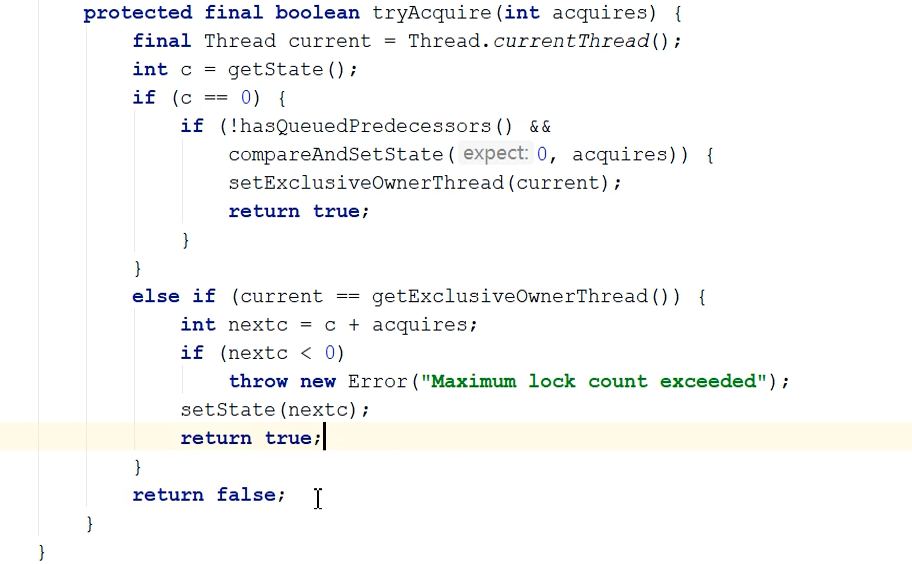 protected final boolean tryAcquire(int acquires) {
final Thread current = Thread.currentThread();
int c = getState();
if (c == 0) {
if (!hasQueuedPredecessors() &&
compareAndSetState( expect: 0, acquires)) {
setExclusiveOwnerThread(current);
return true;
}
}
else if (current == getExclusiveOwnerThread()) {
int nextc = c + acquires;
if (nextc < 0)
throw new Error("Maximum lock count exceeded");
setState(nextc);
return true;
}
return false;
}
}